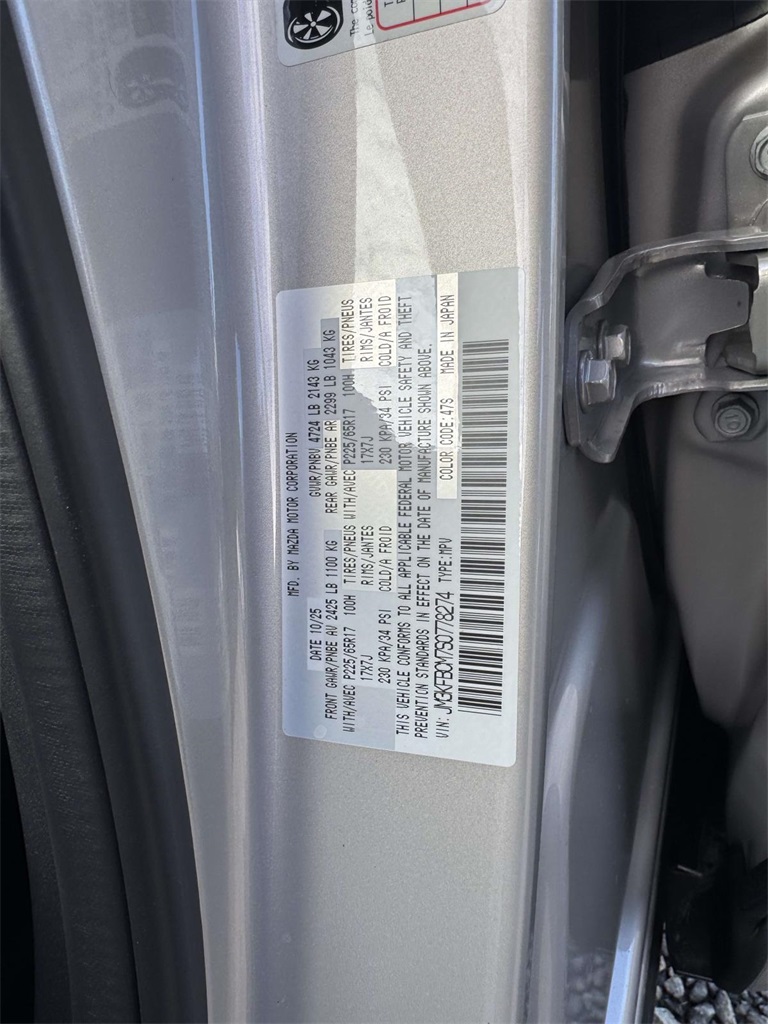 The co
Le poid
MFD. BY MAZDA MOTOR CORPORATION
DATE 10/25 GVWR/PNBV 4724 LB 2143 KG
FRONT GAWR/PNBE AV 2425 LB 1100 KG REAR GAWR/PNBE AR 2299 LB 1043 KG
WITH/AVEC P225/65R17 100H TIRES/PNEUS WITH/AVEC P225/65R17 100H TIRES/PNEUS
17X7J RIMS/JANTES 17X7J RIMS/JANTES
230 KPA/34 PSI COLD/A FROID 230 KPA/34 PSI COLD/A FROID
THIS VEHICLE CONFORMS TO ALL APPLICABLE FEDERAL MOTOR VEHICLE SAFETY AND THEFT
PREVENTION STANDARDS IN EFFECT ON THE DATE OF MANUFACTURE SHOWN ABOVE.
VIN: JM3KFBCM7S0778274 TYPE:MPV COLOR CODE:47S MADE IN JAPAN